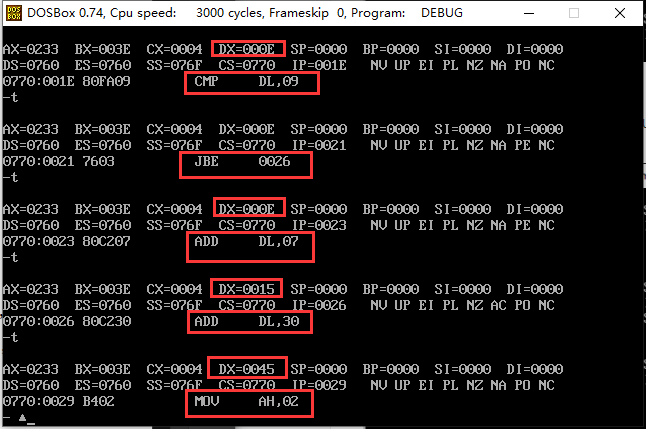 DOSBox 0.74, Cpu speed: 3000 cycles, Frameskip 0, Program: DEBUG
AX=0233 BX=003E CX=0004 DX=000E SP=0000 BP=0000 SI=0000 DI=0000
DS=0760 ES=0760 SS=076F CS=0770 IP=001E NV UP EI PL NZ NA PO NC
0770:001E 80FA09 CMP DL,09
-t
AX=0233 BX=003E CX=0004 DX=000E SP=0000 BP=0000 SI=0000 DI=0000
DS=0760 ES=0760 SS=076F CS=0770 IP=0021 NV UP EI PL NZ NA PE NC
0770:0021 7603 JBE 0026
-t
AX=0233 BX=003E CX=0004 DX=000E SP=0000 BP=0000 SI=0000 DI=0000
DS=0760 ES=0760 SS=076F CS=0770 IP=0023 NV UP EI PL NZ NA PE NC
0770:0023 80C207 ADD DL,07
-t
AX=0233 BX=003E CX=0004 DX=0015 SP=0000 BP=0000 SI=0000 DI=0000
DS=0760 ES=0760 SS=076F CS=0770 IP=0026 NV UP EI PL NZ AC PO NC
0770:0026 80C230 ADD DL,30
-t
AX=0233 BX=003E CX=0004 DX=0045 SP=0000 BP=0000 SI=0000 DI=0000
DS=0760 ES=0760 SS=076F CS=0770 IP=0029 NV UP EI PL NZ NA PO NC
0770:0029 B402 MOV AH,02
-